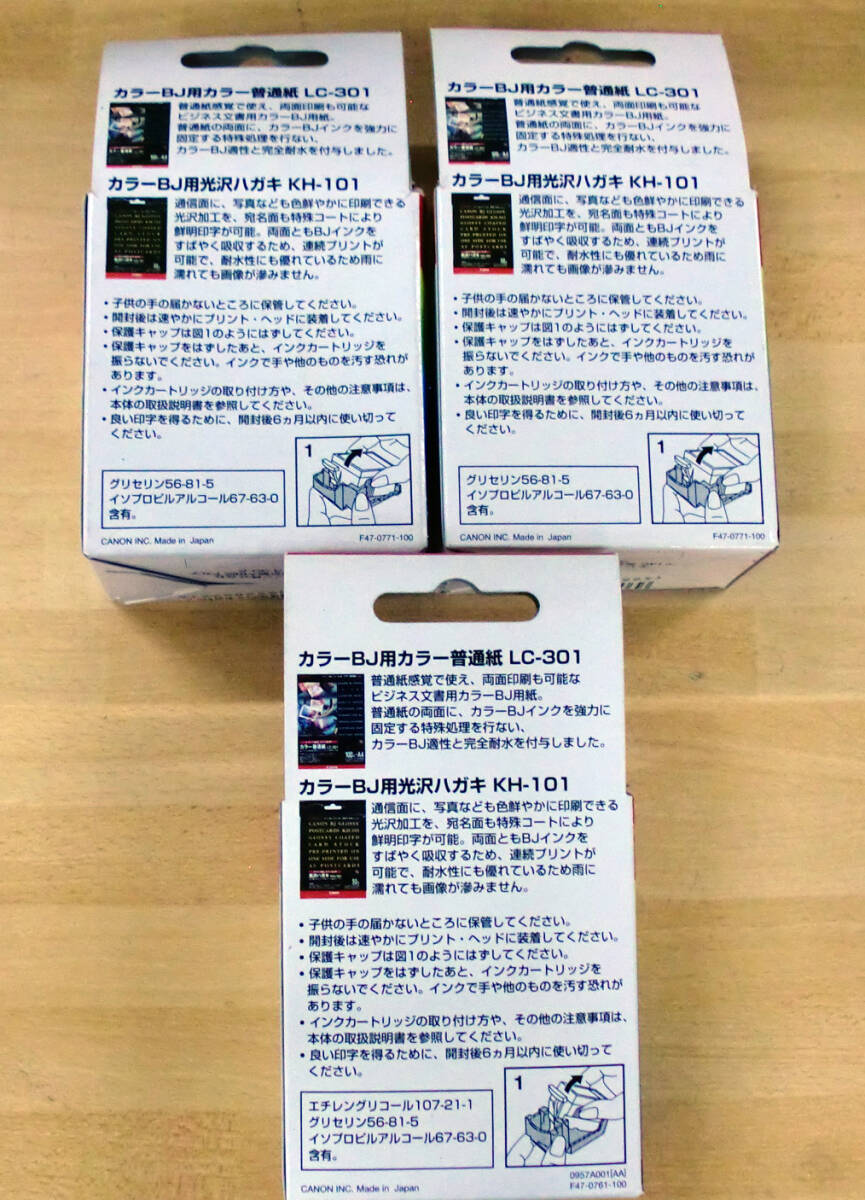 カラーBJ用カラー普通紙 LC-301
普通紙感覚で使え、両面印刷も可能な
ビジネス文書用カラーBJ用紙。
普通紙の両面に、カラーBJインクを強力に
固定する特殊処理を行ない、
カラーBJ適性と完全耐水を付与しました。
カラーBJ用光沢ハガキ KH-101
通信面に、写真なども色鮮やかに印刷できる
光沢加工を、宛名面も特殊コートにより
鮮明印字が可能。両面ともBJインクを
すばやく吸収するため、連続プリントが
可能で、耐水性にも優れているため雨に
濡れても画像が滲みません。
・子供の手の届かないところに保管してください。
・開封後は速やかにプリント・ヘッドに装着してください。
・保護キャップは図1のようにはずしてください。
・保護キャップをはずしたあと、インクカートリッジを
振らないでください。インクで手や他のものを汚す恐れが
あります。
・インクカートリッジの取り付け方や、その他の注意事項は、
本体の取扱説明書を参照してください。
・良い印字を得るために、開封後6ヵ月以内に使い切って
ください。
1
グリセリン56-81-5
イソプロピルアルコール67-63-0
含有。
CANON INC. Made in Japan
F47-0771-100
カラーBJ用カラー普通紙 LC-301
普通紙感覚で使え、両面印刷も可能な
ビジネス文書用カラーBJ用紙。
普通紙の両面に、カラーBJインクを強力に
固定する特殊処理を行ない、
カラーBJ適性と完全耐水を付与しました。
カラーBJ用光沢ハガキ KH-101
通信面に、写真なども色鮮やかに印刷できる
光沢加工を、宛名面も特殊コートにより
鮮明印字が可能。両面ともBJインクを
すばやく吸収するため、連続プリントが
可能で、耐水性にも優れているため雨に
濡れても画像が滲みません。
・子供の手の届かないところに保管してください。
・開封後は速やかにプリント・ヘッドに装着してください。
・保護キャップは図1のようにはずしてください。
・保護キャップをはずしたあと、インクカートリッジを
振らないでください。インクで手や他のものを汚す恐れが
あります。
・インクカートリッジの取り付け方や、その他の注意事項は、
本体の取扱説明書を参照してください。
・良い印字を得るために、開封後6ヵ月以内に使い切って
ください。
1
グリセリン56-81-5
イソプロピルアルコール67-63-0
含有。
CANON INC. Made in Japan
F47-0771-100
カラーBJ用カラー普通紙 LC-301
普通紙感覚で使え、両面印刷も可能な
ビジネス文書用カラーBJ用紙。
普通紙の両面に、カラーBJインクを強力に
固定する特殊処理を行ない、
カラーBJ適性と完全耐水を付与しました。
カラーBJ用光沢ハガキ KH-101
CANON BJ GLOSSY
POSTCARDS KH-101
GLOSSY COATED
CARD STOCK
PRE-PRINTED ON
ONE SIDE FOR USE
AS POSTCARDS
通信面に、写真なども色鮮やかに印刷できる
光沢加工を、宛名面も特殊コートにより
鮮明印字が可能。両面ともBJインクを
すばやく吸収するため、連続プリントが
可能で、耐水性にも優れているため雨に
濡れても画像が滲みません。
・子供の手の届かないところに保管してください。
・開封後は速やかにプリント・ヘッドに装着してください。
・保護キャップは図1のようにはずしてください。
・保護キャップをはずしたあと、インクカートリッジを
振らないでください。インクで手や他のものを汚す恐れが
あります。
・インクカートリッジの取り付け方や、その他の注意事項は、
本体の取扱説明書を参照してください。
・良い印字を得るために、開封後6ヵ月以内に使い切って
ください。
1
エチレングリコール107-21-1
グリセリン56-81-5
イソプロピルアルコール67-63-0
含有。
0957A001[AA]
CANON INC. Made in Japan
F47-0761-100